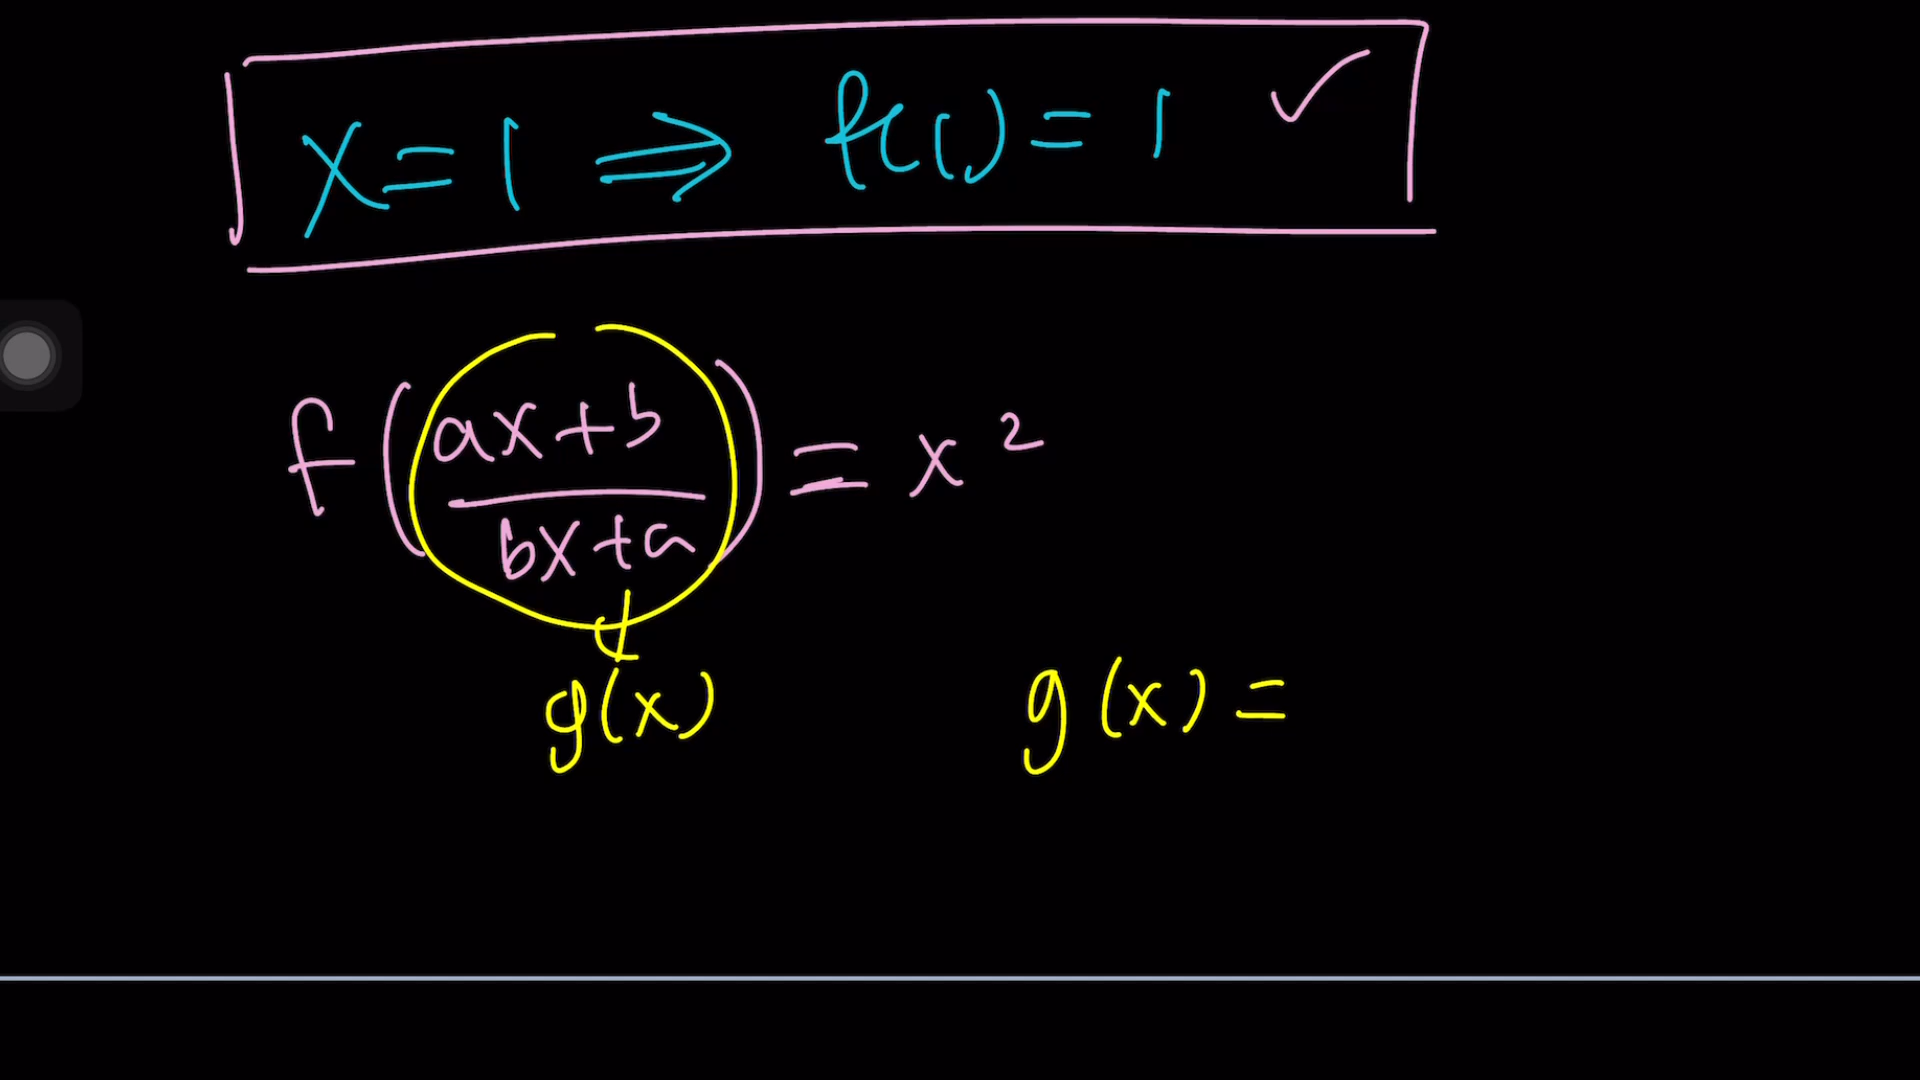 x = 1 ⇒ f(1) = 1 ✓
f((ax+b)/(bx+a)) = x²
g(x) g(x) =